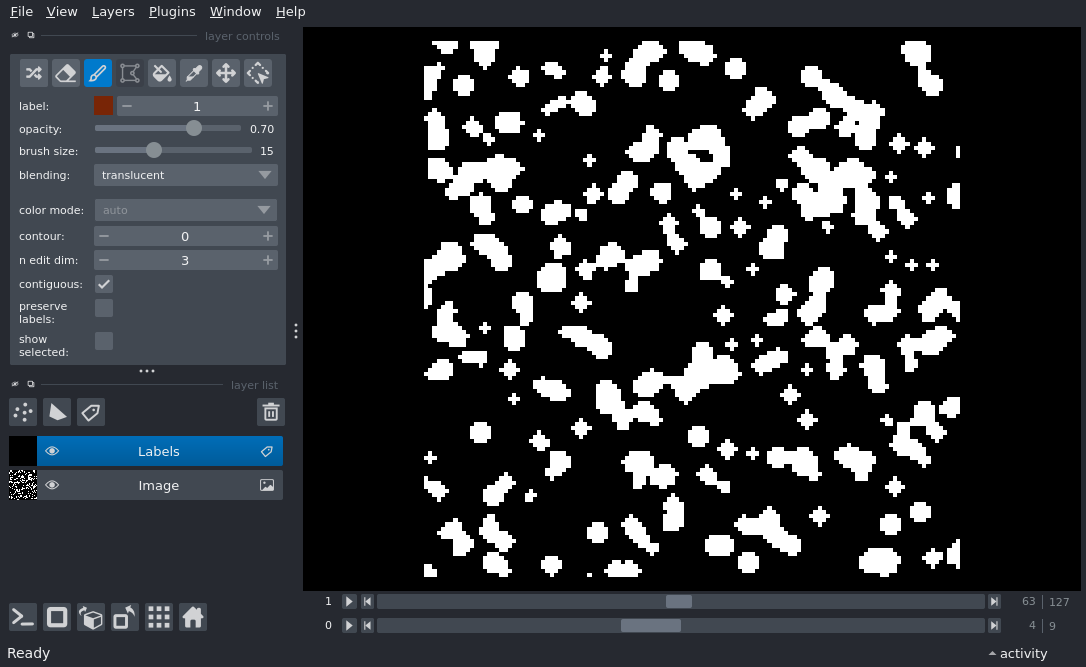 File View Layers Plugins Window Help
layer controls
label: 1
opacity: 0.70
brush size: 15
blending: translucent
color mode: auto
contour: 0
n edit dim: 3
contiguous:
preserve
labels:
show
selected:
layer list
Labels
Image
1 63 127
0 4 9
Ready activity